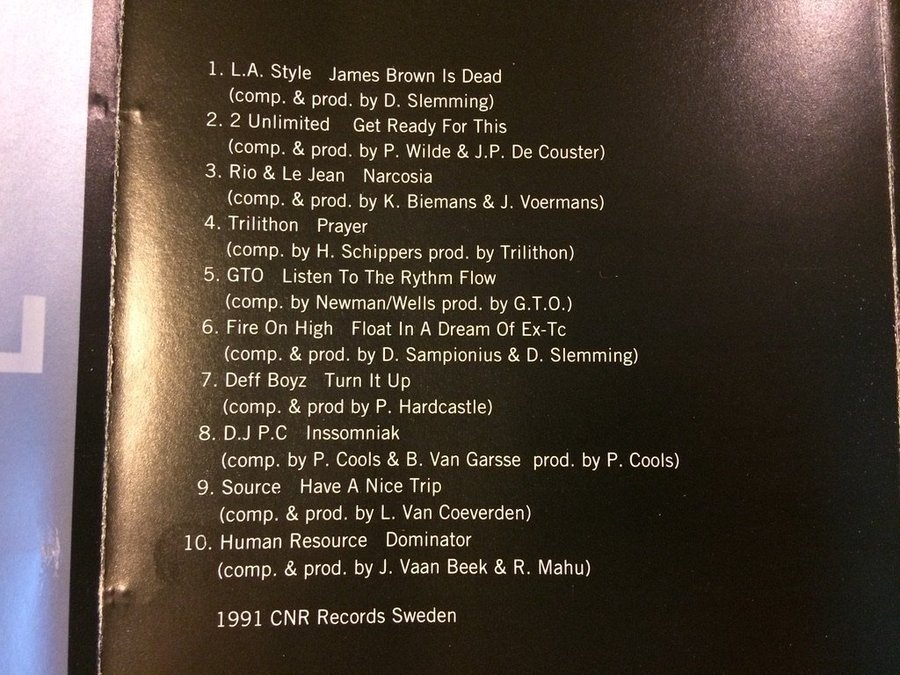 1. L.A. Style James Brown Is Dead
(comp. & prod. by D. Slemming)
2. 2 Unlimited Get Ready For This
(comp. & prod. by P. Wilde & J.P. De Couster)
3. Rio & Le Jean Narcosia
(comp. & prod. by K. Biemans & J. Voermans)
4. Trilithon Prayer
(comp. by H. Schippers prod. by Trilithon)
5. GTO Listen To The Rythm Flow
(comp. by Newman/Wells prod. by G.T.O.)
6. Fire On High Float In A Dream Of Ex-Tc
(comp. & prod. by D. Sampionius & D. Slemming)
7. Deff Boyz Turn It Up
(comp. & prod by P. Hardcastle)
8. D.J P.C Inssomniak
(comp. by P. Cools & B. Van Garsse prod. by P. Cools)
9. Source Have A Nice Trip
(comp. & prod. by L. Van Coeverden)
10. Human Resource Dominator
(comp. & prod. by J. Vaan Beek & R. Mahu)
1991 CNR Records Sweden